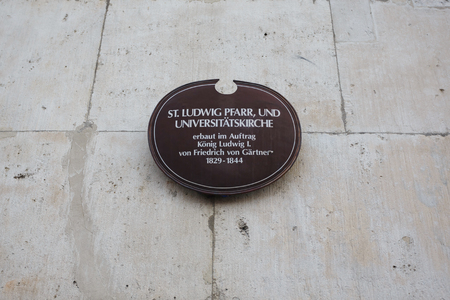 ST. LUDWIG PFARR, UND
UNIVERSITÄTSKIRCHE
erbaut im Auftrag
König Ludwig I.
von Friedrich von Gärtner
1829-1844